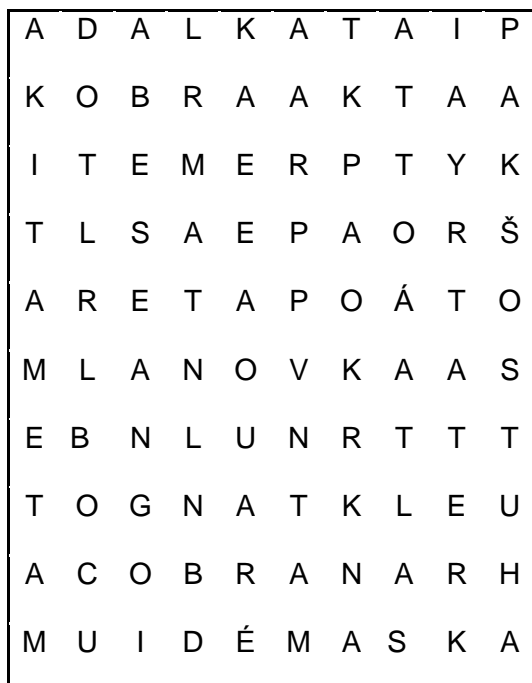 A D A L K A T A I P
K O B R A A K T A A
I T E M E R P T Y K
T L S A E P A O R Š
A R E T A P O Á T O
M L A N O V K A A S
E B N L U N R T T T
T O G N A T K L E U
A C O B R A N A R H
M U I D É M A S K A